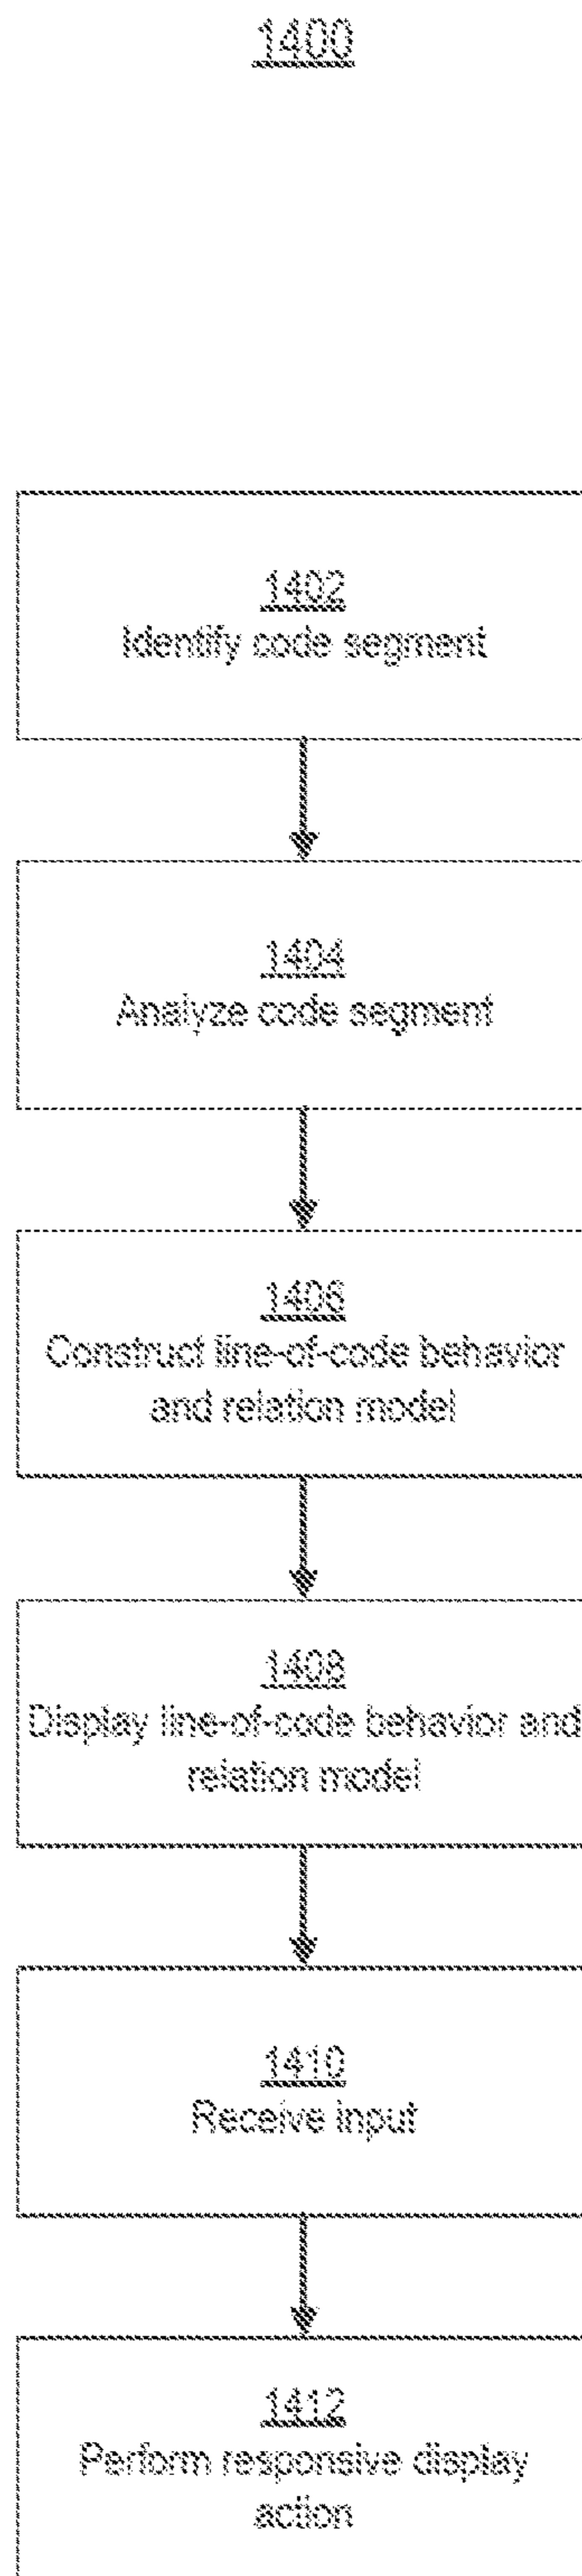 1400
1402
Identify code segment
1404
Analyze code segment
1406
Construct line-of-code behavior
and relation model
1408
Display line-of-code behavior and
relation model
1410
Receive input
1412
Perform responsive display
action